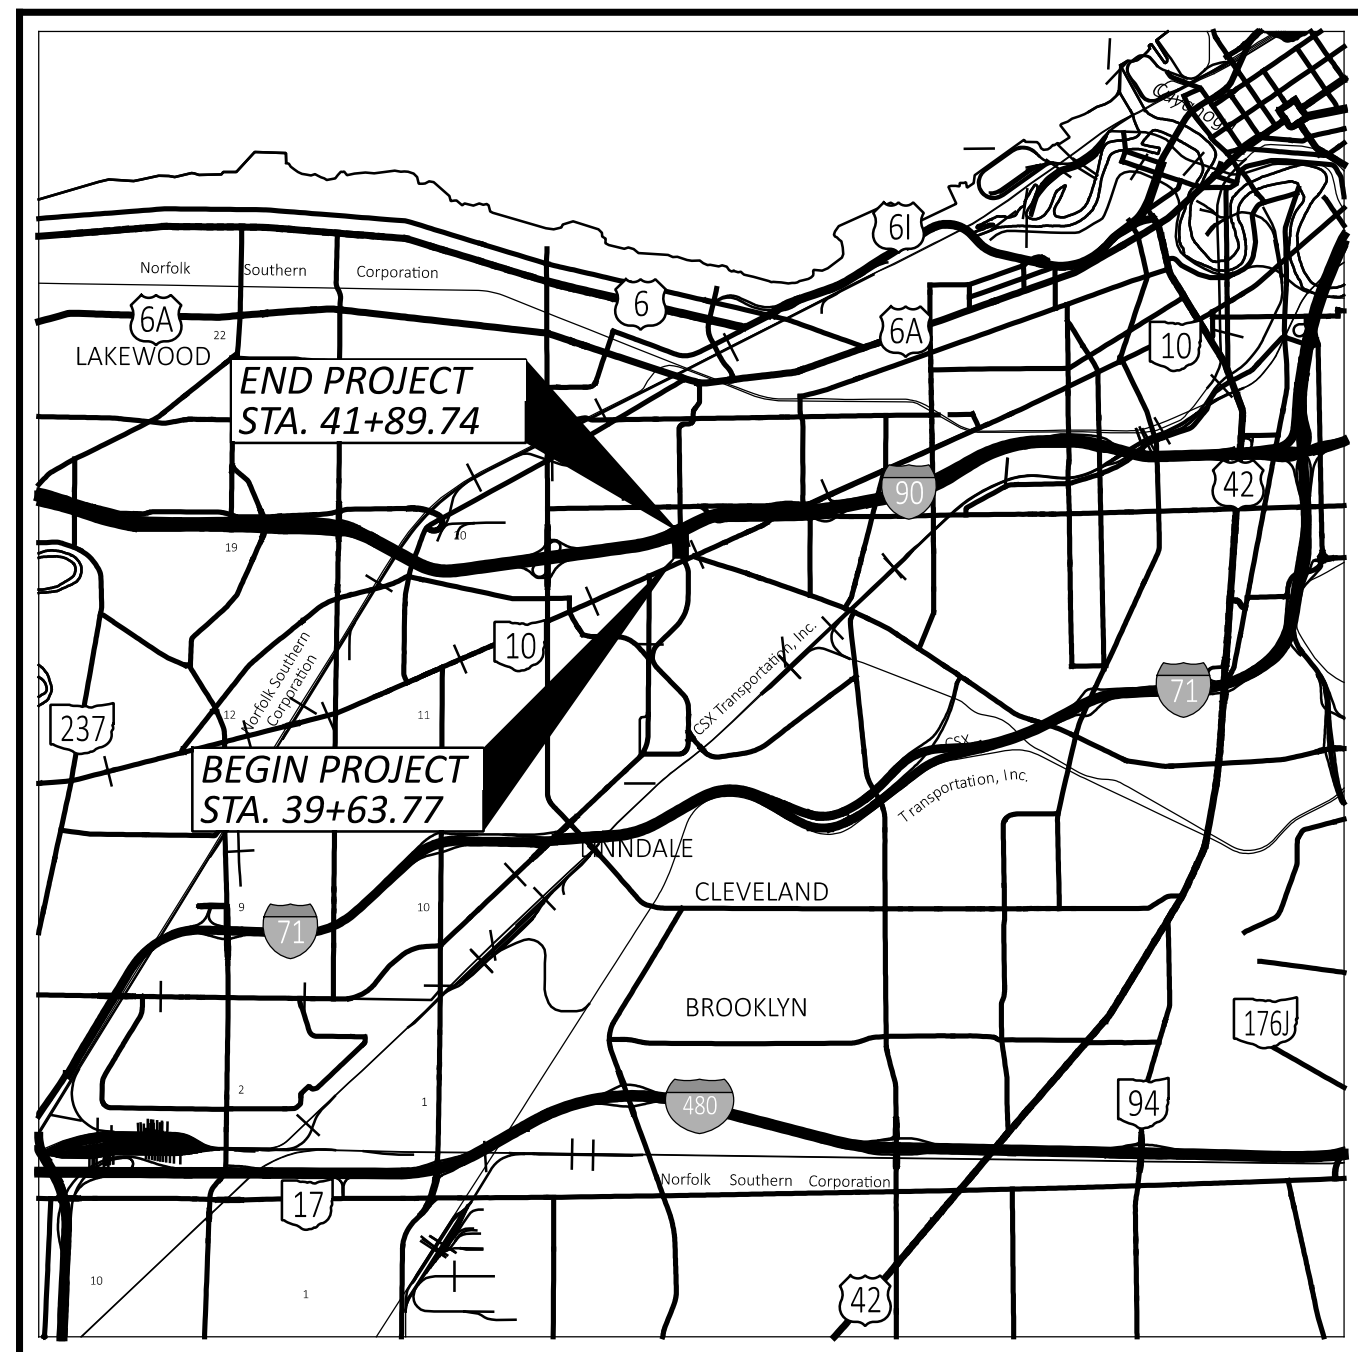 Cuyahoga
6I
Norfolk Southern Corporation
6A
6
6A
22
LAKEWOOD
10
END PROJECT
STA. 41+89.74
90
42
19
20
10
Norfolk Southern
Corporation
CSX Transportation, Inc.
71
237
12
11
CSX
Transportation, Inc.
BEGIN PROJECT
STA. 39+63.77
LINNDALE
CLEVELAND
9
10
71
BROOKLYN
176J
2
1
480
94
Norfolk Southern Corporation
17
10
1
42